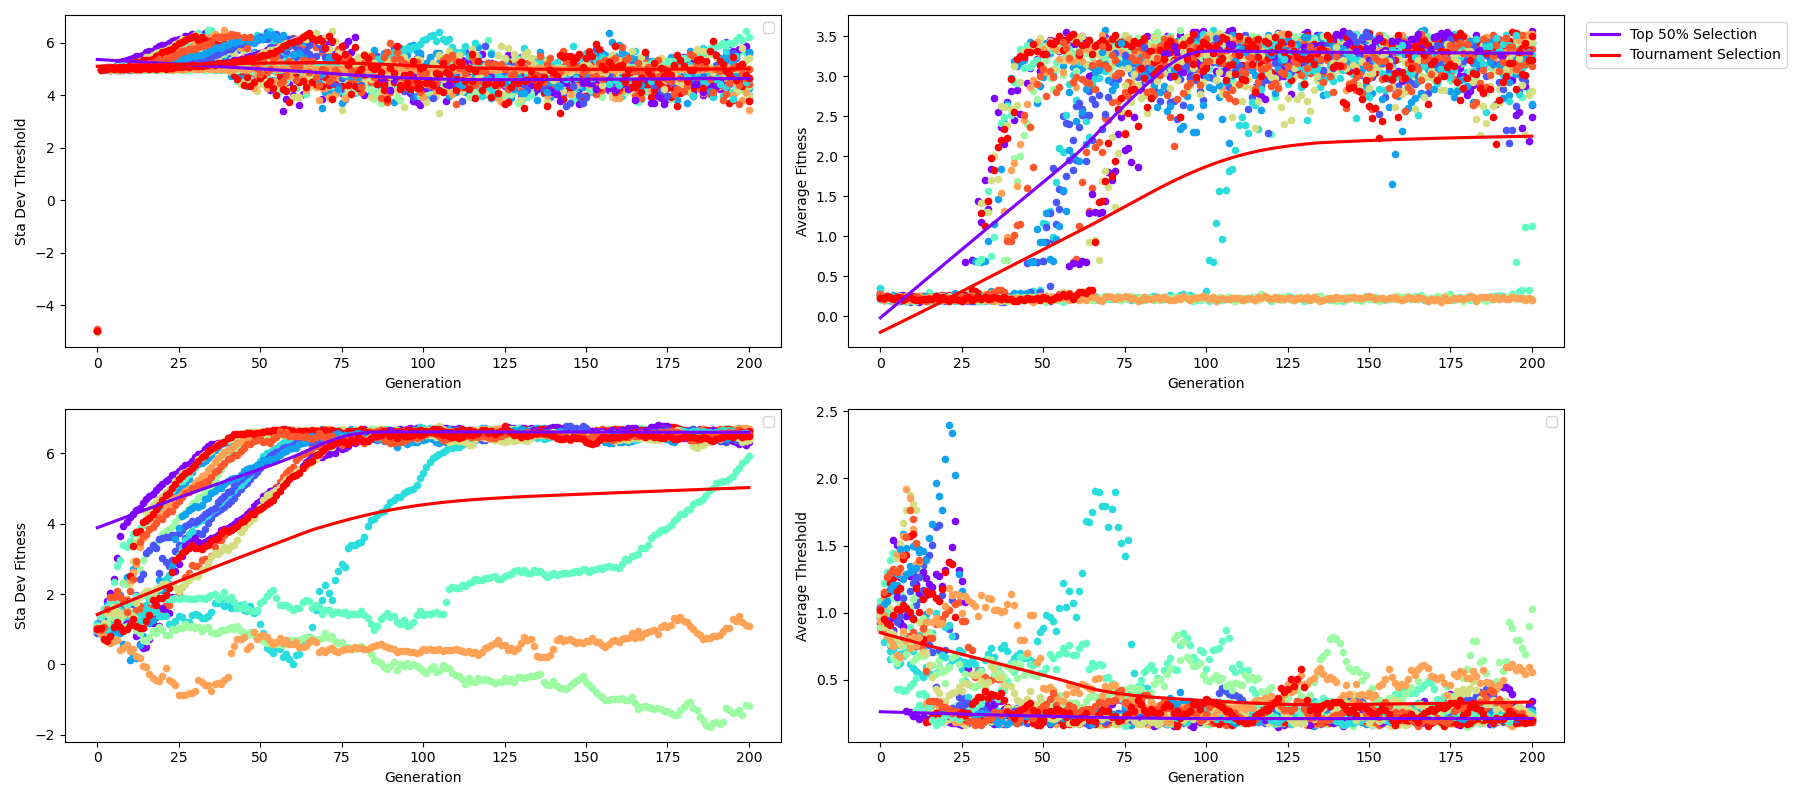 6
4
2
0
−2
−4
Sta Dev Threshold
0 25 50 75 100 125 150 175 200
Generation
3.5
3.0
2.5
2.0
1.5
1.0
0.5
0.0
Average Fitness
0 25 50 75 100 125 150 175 200
Generation
Top 50% Selection
Tournament Selection
6
4
2
0
−2
Sta Dev Fitness
0 25 50 75 100 125 150 175 200
Generation
2.5
2.0
1.5
1.0
0.5
Average Threshold
0 25 50 75 100 125 150 175 200
Generation